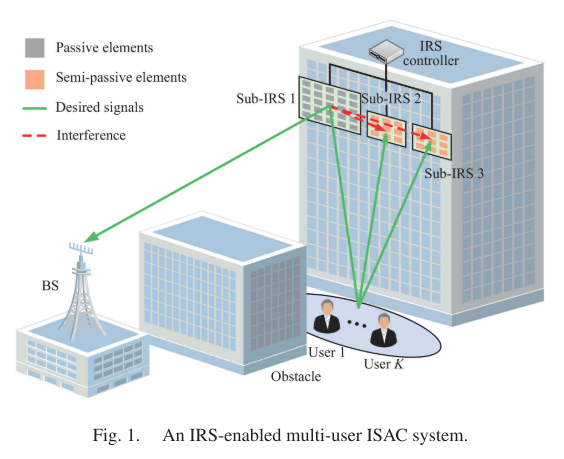 Passive elements
Semi-passive elements
Desired signals
Interference
IRS
controller
Sub-IRS 1
Sub-IRS 2
Sub-IRS 3
BS
User 1
User K
Obstacle
Fig. 1. An IRS-enabled multi-user ISAC system.